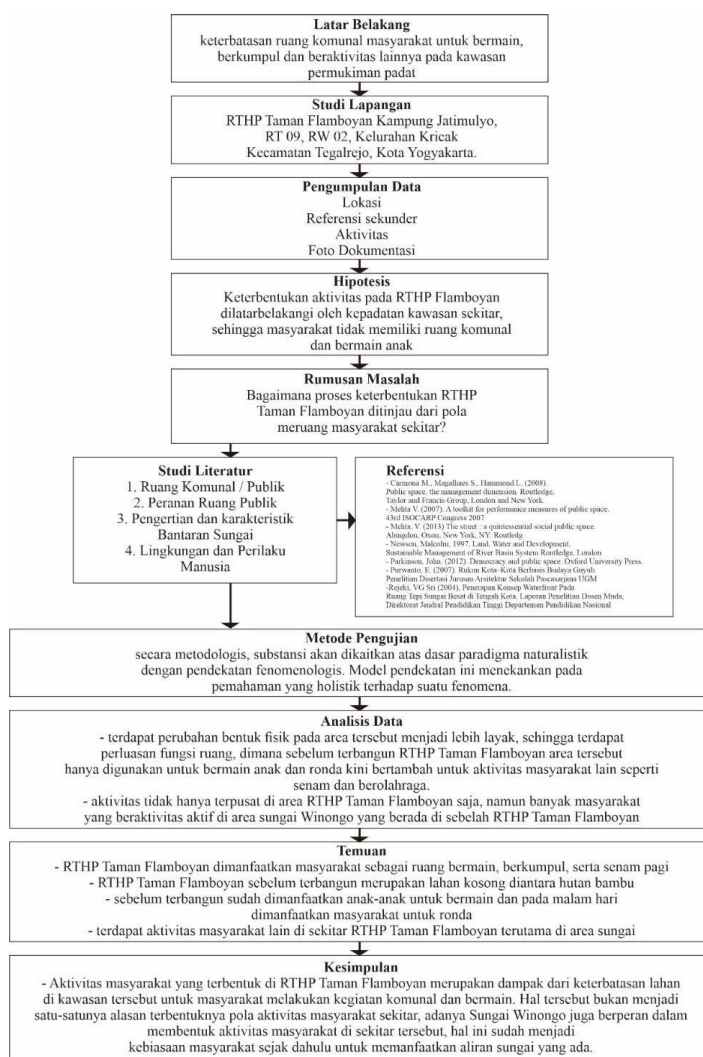 Latar Belakang
keterbatasan ruang komunal masyarakat untuk bermain,
berkumpul dan beraktivitas lainnya pada kawasan
permukiman padat
Studi Lapangan
RTHP Taman Flamboyan Kampung Jatimulyo,
RT 09, RW 02, Kelurahan Kricak
Kecamatan Tegalrejo, Kota Yogyakarta.
Pengumpulan Data
Lokasi
Referensi sekunder
Aktivitas
Foto Dokumentasi
Hipotesis
Keterbentukan aktivitas pada RTHP Flamboyan
dilatarbelakangi oleh kepadatan kawasan sekitar,
sehingga masyarakat tidak memiliki ruang komunal
dan bermain anak
Rumusan Masalah
Bagaimana proses keterbentukan RTHP
Taman Flamboyan ditinjau dari pola
meruang masyarakat sekitar?
Studi Literatur
1. Ruang Komunal / Publik
2. Peranan Ruang Publik
3. Pengertian dan karakteristik
Bantaran Sungai
4. Lingkungan dan Perilaku
Manusia
Referensi
- Carmona M., Magalhaes S., Hammond L. (2008).
Public space, the management dimension. Routledge,
Taylor and Francis Group, London and New York.
- Mehta V. (2007). A toolkit for performance measures of public space.
43rd ISOCARP Congress 2007
- Mehta, V. (2013) The street : a quintessential social public space.
Abingdon, Oxon, New York, NY: Routledg
- Newson, Malcolm, 1997. Land, Water and Development,
Sustainable Management of River Basin System Routledge, London
- Parkinson, John. (2012). Democracy and public space. Oxford University Press.
- Purwanto, E. (2007). Rukun Kota-Kota Berbasis Budaya Guyub.
Penelitian Disertasi Jurusan Arsitektur Sekolah Pascasarjana UGM
-Rejeki, VG Sri (2004), Penerapan Konsep Waterfront Pada
Ruang Tepi Sungai Besar di Tengah Kota. Laporan Penelitian Dosen Muda,
Direktorat Jendral Pendidikan Tinggi Departemen Pendidikan Nasional
Metode Pengujian
secara metodologis, substansi akan dikaitkan atas dasar paradigma naturalistik
dengan pendekatan fenomenologis. Model pendekatan ini menekankan pada
pemahaman yang holistik terhadap suatu fenomena.
Analisis Data
- terdapat perubahan bentuk fisik pada area tersebut menjadi lebih layak, sehingga terdapat
perluasan fungsi ruang, dimana sebelum terbangun RTHP Taman Flamboyan area tersebut
hanya digunakan untuk bermain anak dan ronda kini bertambah untuk aktivitas masyarakat lain seperti
senam dan berolahraga.
- aktivitas tidak hanya terpusat di area RTHP Taman Flamboyan saja, namun banyak masyarakat
yang beraktivitas aktif di area sungai Winongo yang berada di sebelah RTHP Taman Flamboyan
Temuan
- RTHP Taman Flamboyan dimanfaatkan masyarakat sebagai ruang bermain, berkumpul, serta senam pagi
- RTHP Taman Flamboyan sebelum terbangun merupakan lahan kosong diantara hutan bambu
- sebelum terbangun sudah dimanfaatkan anak-anak untuk bermain dan pada malam hari
dimanfaatkan masyarakat untuk ronda
- terdapat aktivitas masyarakat lain di sekitar RTHP Taman Flamboyan terutama di area sungai
Kesimpulan
- Aktivitas masyarakat yang terbentuk di RTHP Taman Flamboyan merupakan dampak dari keterbatasan lahan
di kawasan tersebut untuk masyarakat melakukan kegiatan komunal dan bermain. Hal tersebut bukan menjadi
satu-satunya alasan terbentuknya pola aktivitas masyarakat sekitar, adanya Sungai Winongo juga berperan dalam
membentuk aktivitas masyarakat di sekitar tersebut, hal ini sudah menjadi
kebiasaan masyarakat sejak dahulu untuk memanfaatkan aliran sungai yang ada.